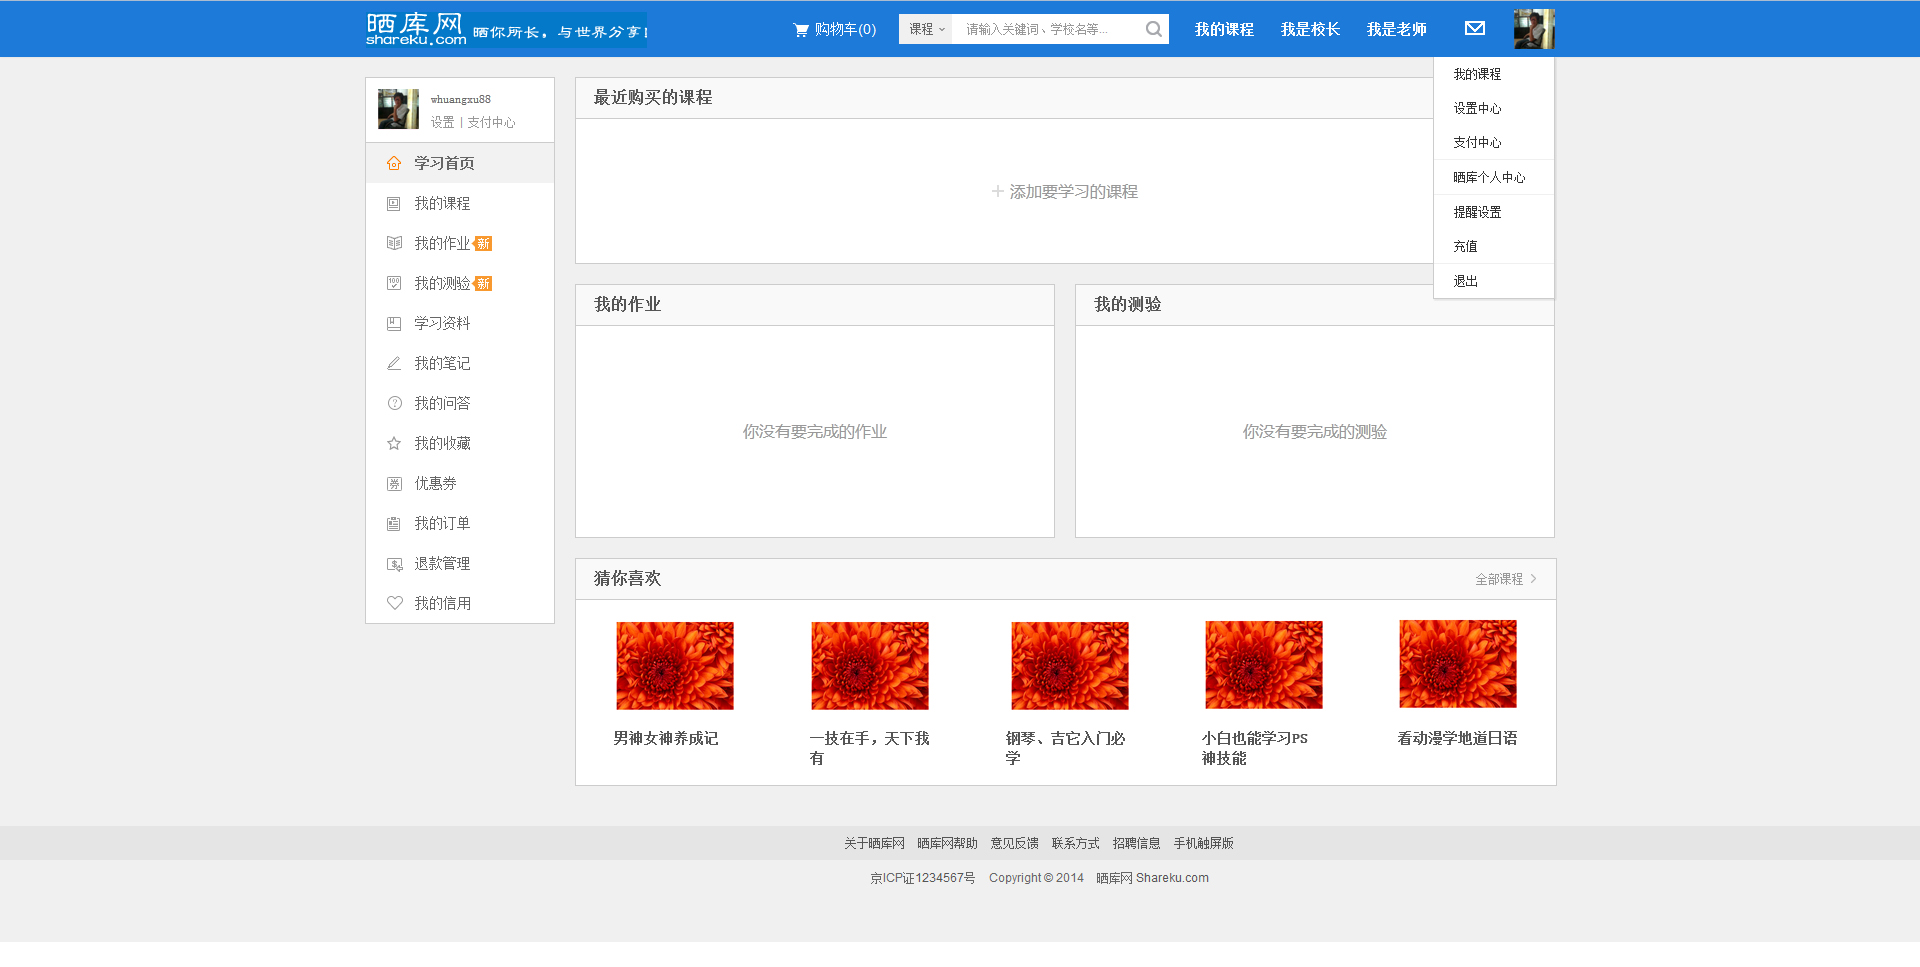 晒库网
shareku.com 晒你所长，与世界分享!
购物车(0)
课程
请输入关键词、学校名等...
我的课程
我是校长
我是老师
我的课程
设置中心
支付中心
晒库个人中心
提醒设置
充值
退出
whuangxu88
设置 | 支付中心
学习首页
我的课程
我的作业 新
我的测验 新
学习资料
我的笔记
我的问答
我的收藏
优惠券
我的订单
退款管理
我的信用
最近购买的课程
+ 添加要学习的课程
我的作业
你没有要完成的作业
我的测验
你没有要完成的测验
猜你喜欢
全部课程 >
男神女神养成记
一技在手，天下我
有
钢琴、吉它入门必
学
小白也能学习PS
神技能
看动漫学地道日语
关于晒库网 晒库网帮助 意见反馈 联系方式 招聘信息 手机触屏版
京ICP证1234567号 Copyright © 2014 晒库网 Shareku.com